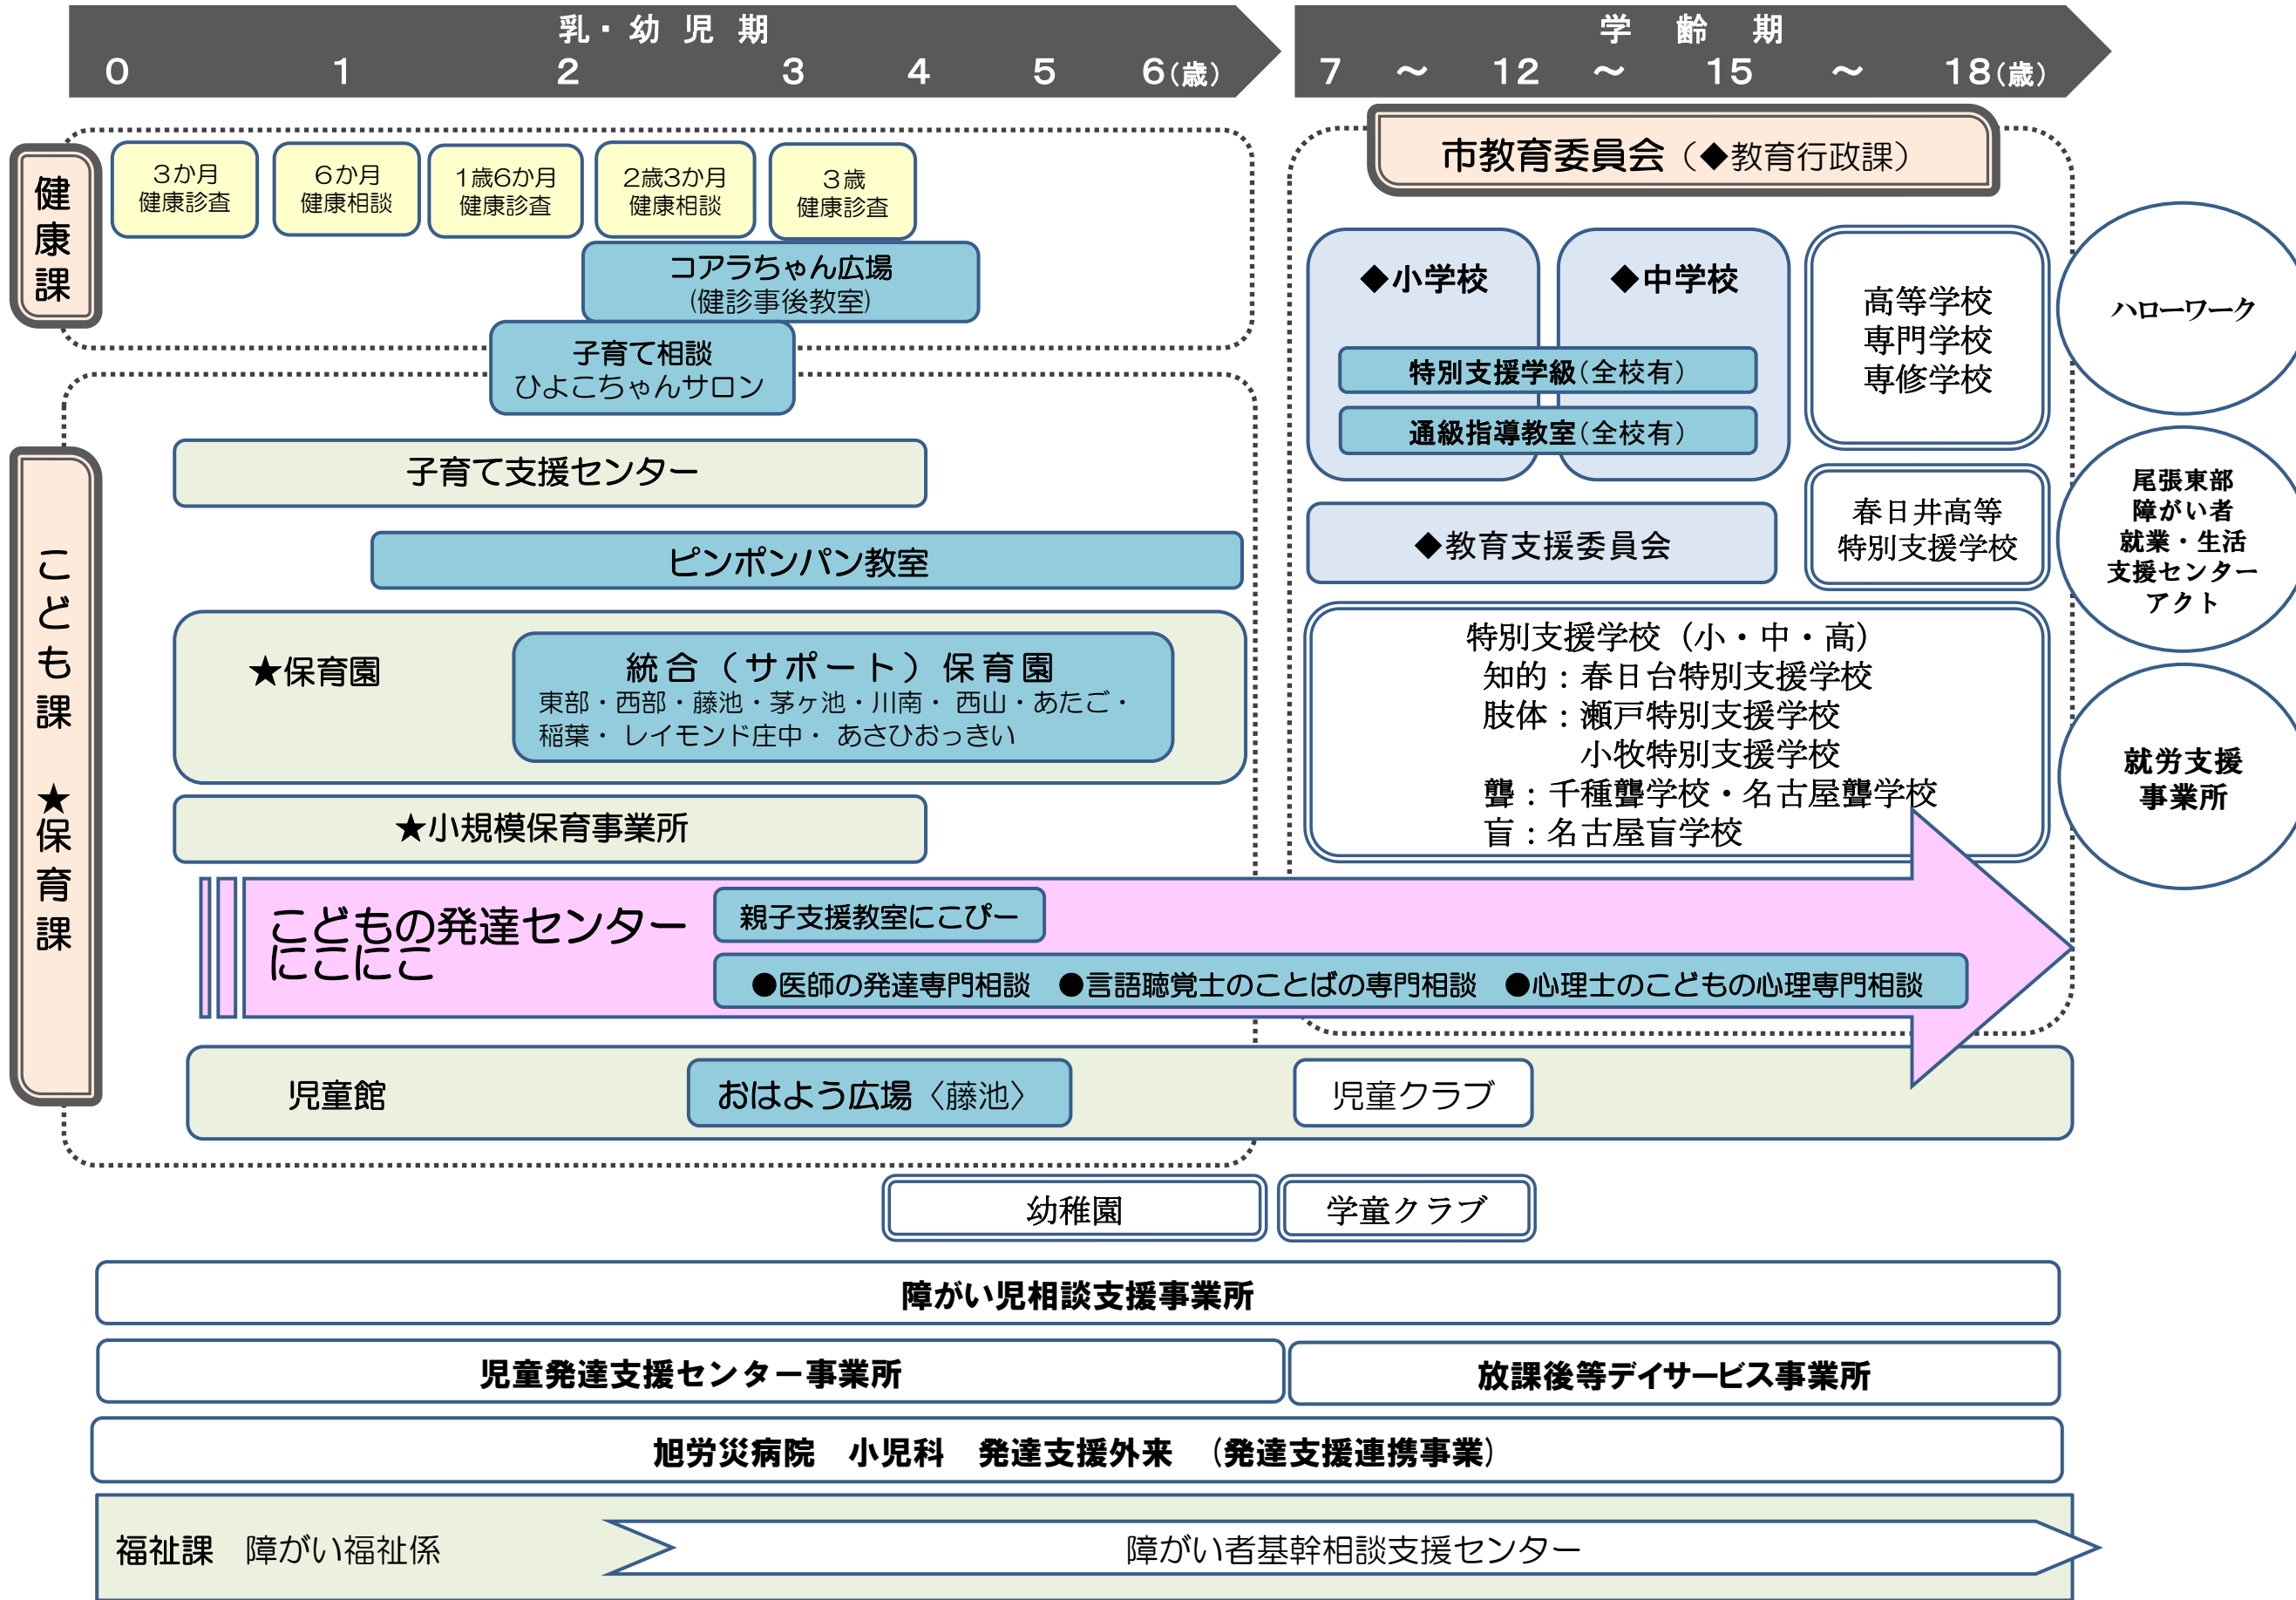 乳・幼児期
0 1 2 3 4 5 6(歳)
学齢期
7 ～ 12 ～ 15 ～ 18(歳)
健康課
3か月
健康診査
6か月
健康相談
1歳6か月
健康診査
2歳3か月
健康相談
3歳
健康診査
コアラちゃん広場
(健診事後教室)
子育て相談
ひよこちゃんサロン
こども課 ★保育課
子育て支援センター
ピンポンパン教室
★保育園
統合（サポート）保育園
東部・西部・藤池・茅ヶ池・川南・ 西山・あたご・
稲葉・ レイモンド庄中・ あさひおっきい
★小規模保育事業所
こどもの発達センター
にこにこ
親子支援教室にこぴー
●医師の発達専門相談 ●言語聴覚士のことばの専門相談 ●心理士のこどもの心理専門相談
児童館
おはよう広場〈藤池〉
児童クラブ
市教育委員会（◆教育行政課）
◆小学校
◆中学校
特別支援学級(全校有)
通級指導教室(全校有)
◆教育支援委員会
高等学校
専門学校
専修学校
春日井高等
特別支援学校
特別支援学校（小・中・高）
知的：春日台特別支援学校
肢体：瀬戸特別支援学校
小牧特別支援学校
聾：千種聾学校・名古屋聾学校
盲：名古屋盲学校
ハローワーク
尾張東部
障がい者
就業・生活
支援センター
アクト
就労支援
事業所
幼稚園
学童クラブ
障がい児相談支援事業所
児童発達支援センター事業所
放課後等デイサービス事業所
旭労災病院 小児科 発達支援外来 (発達支援連携事業)
福祉課 障がい福祉係
障がい者基幹相談支援センター